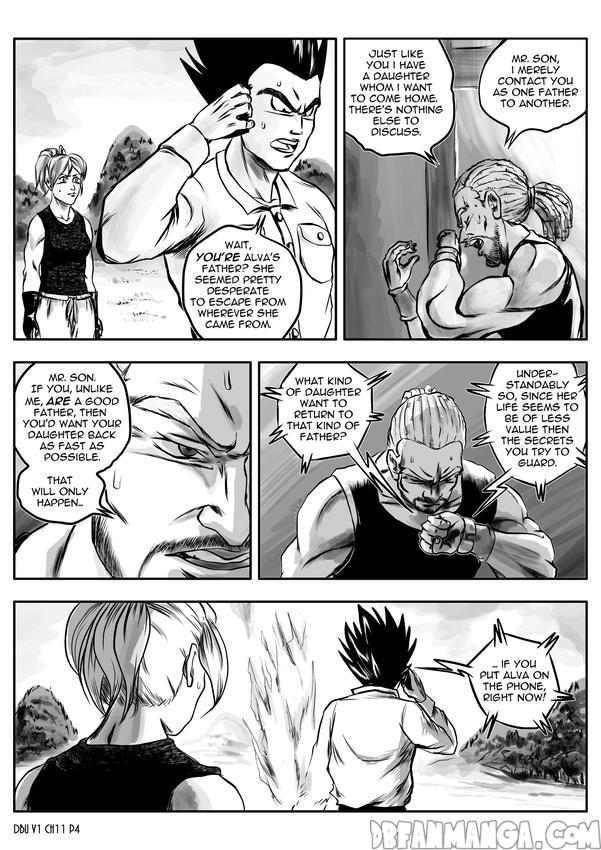 MR. SON,
I MERELY
CONTACT YOU
AS ONE FATHER
TO ANOTHER.
JUST LIKE
YOU I HAVE
A DAUGHTER
WHOM I WANT
TO COME HOME.
THERE'S NOTHING
ELSE TO
DISCUSS.
WAIT,
YOU'RE ALVA'S
FATHER? SHE
SEEMED PRETTY
DESPERATE
TO ESCAPE FROM
WHEREVER SHE
CAME FROM.
UNDER-
STANDABLY
SO, SINCE HER
LIFE SEEMS TO
BE OF LESS
VALUE THEN
THE SECRETS
YOU TRY TO
GUARD.
WHAT KIND
OF DAUGHTER
WANT TO
RETURN TO
THAT KIND OF
FATHER?
MR. SON.
IF YOU, UNLIKE
ME, ARE A GOOD
FATHER, THEN
YOU'D WANT YOUR
DAUGHTER BACK
AS FAST AS
POSSIBLE.
THAT
WILL ONLY
HAPPEN...
... IF YOU
PUT ALVA ON
THE PHONE,
RIGHT NOW!
DBU V1 CH11 P4
DBFANMANGA.COM